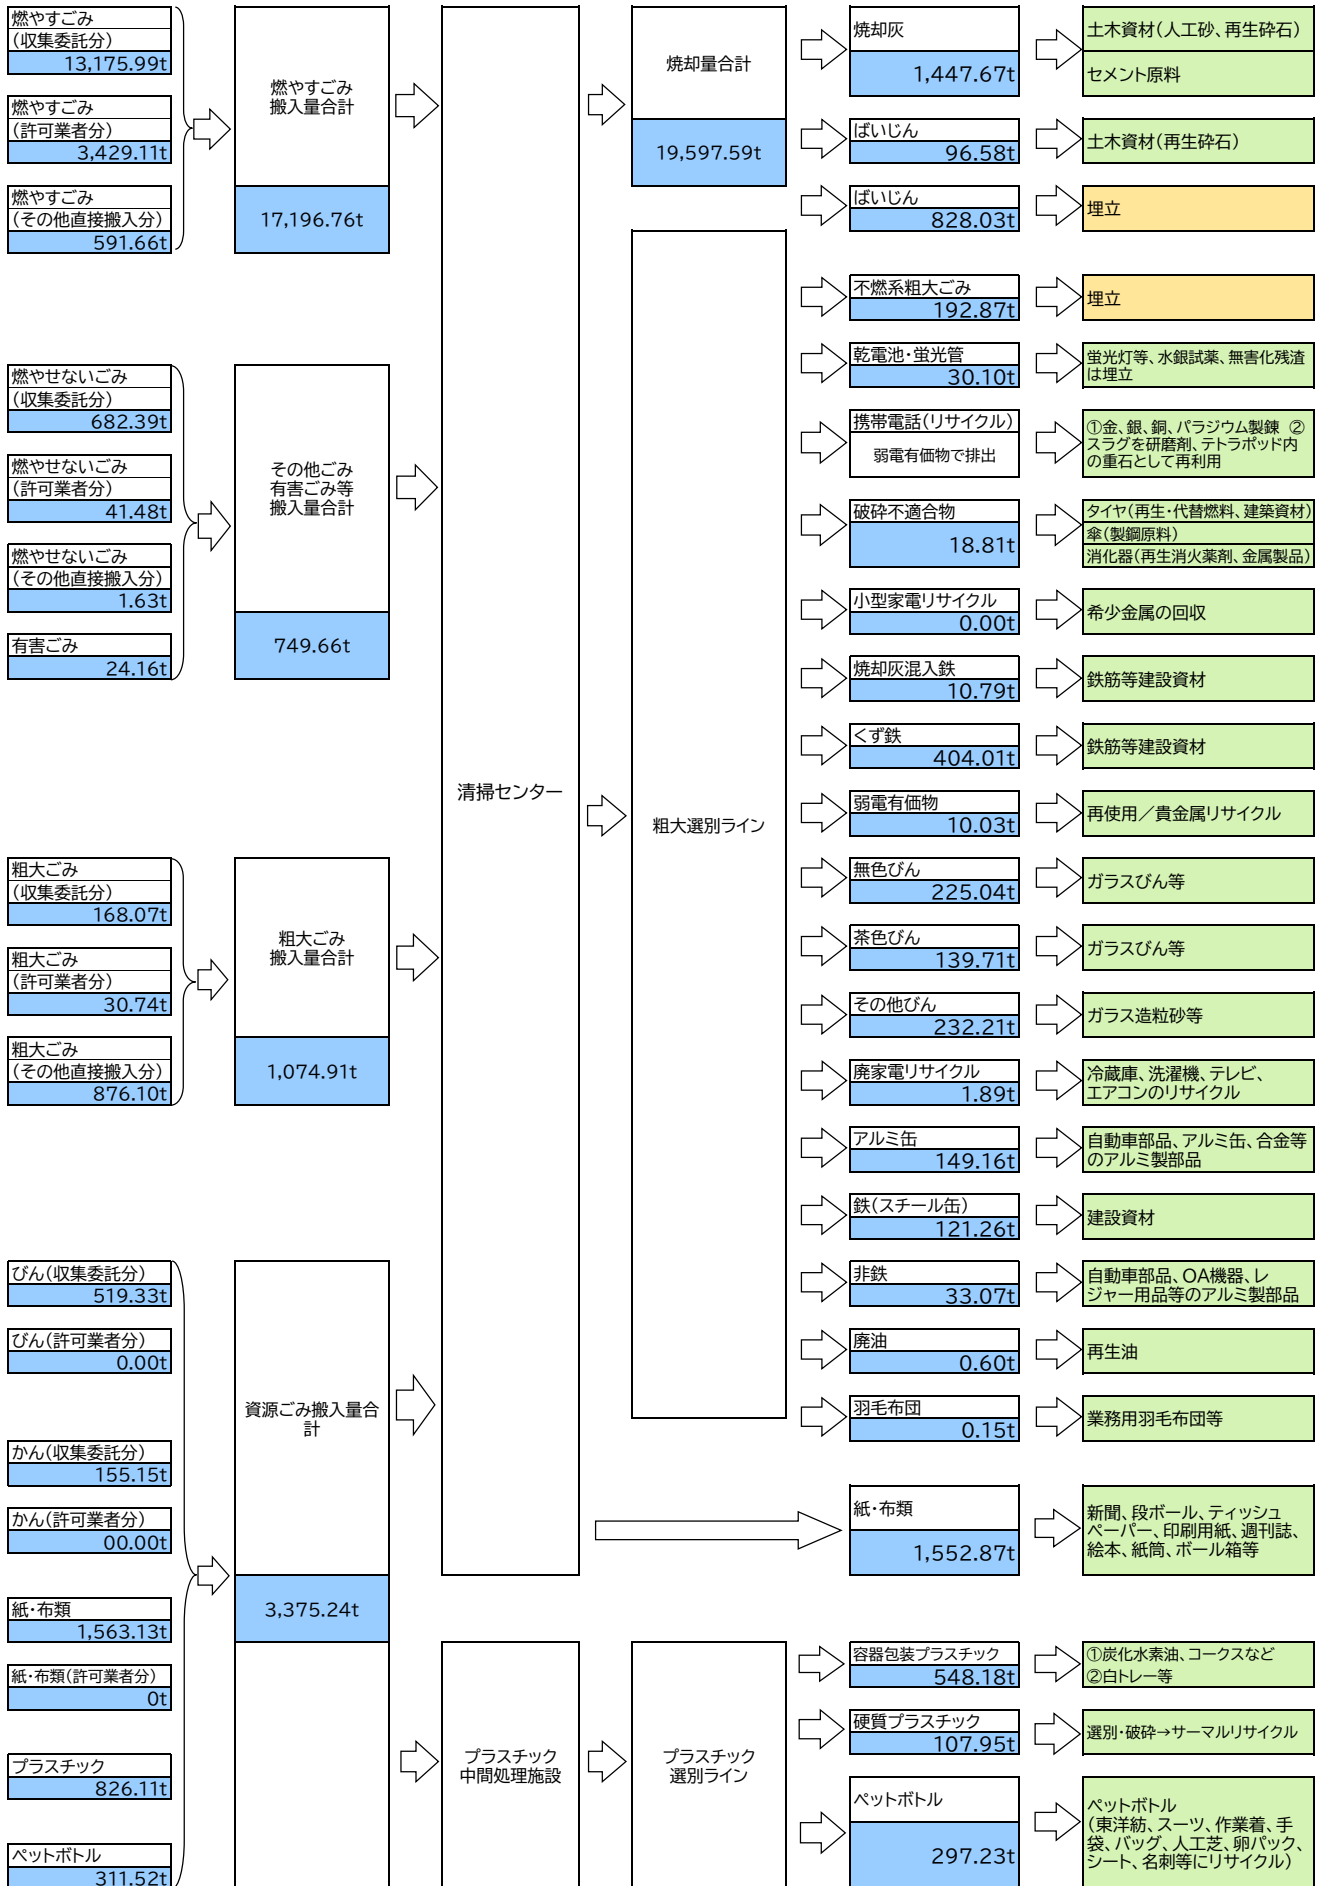 燃やすごみ
(収集委託分)
13,175.99t
燃やすごみ
(許可業者分)
3,429.11t
燃やすごみ
(その他直接搬入分)
591.66t
燃やすごみ
搬入量合計
17,196.76t
燃やせないごみ
(収集委託分)
682.39t
燃やせないごみ
(許可業者分)
41.48t
燃やせないごみ
(その他直接搬入分)
1.63t
有害ごみ
24.16t
その他ごみ
有害ごみ等
搬入量合計
749.66t
粗大ごみ
(収集委託分)
168.07t
粗大ごみ
(許可業者分)
30.74t
粗大ごみ
(その他直接搬入分)
876.10t
粗大ごみ
搬入量合計
1,074.91t
びん(収集委託分)
519.33t
びん(許可業者分)
0.00t
かん(収集委託分)
155.15t
かん(許可業者分)
00.00t
紙・布類
1,563.13t
紙・布類(許可業者分)
0t
プラスチック
826.11t
ペットボトル
311.52t
資源ごみ搬入量合
計
3,375.24t
清掃センター
プラスチック
中間処理施設
焼却量合計
19,597.59t
粗大選別ライン
プラスチック
選別ライン
焼却灰
1,447.67t
土木資材(人工砂、再生砕石)
セメント原料
ばいじん
96.58t
土木資材(再生砕石)
ばいじん
828.03t
埋立
不燃系粗大ごみ
192.87t
埋立
乾電池・蛍光管
30.10t
蛍光灯等、水銀試薬、無害化残渣
は埋立
携帯電話(リサイクル)
弱電有価物で排出
①金、銀、銅、パラジウム製錬 ②
スラグを研磨剤、テトラポッド内
の重石として再利用
破砕不適合物
18.81t
タイヤ(再生・代替燃料、建築資材)
傘(製鋼原料)
消化器(再生消火薬剤、金属製品)
小型家電リサイクル
0.00t
希少金属の回収
焼却灰混入鉄
10.79t
鉄筋等建設資材
くず鉄
404.01t
鉄筋等建設資材
弱電有価物
10.03t
再使用／貴金属リサイクル
無色びん
225.04t
ガラスびん等
茶色びん
139.71t
ガラスびん等
その他びん
232.21t
ガラス造粒砂等
廃家電リサイクル
1.89t
冷蔵庫、洗濯機、テレビ、
エアコンのリサイクル
アルミ缶
149.16t
自動車部品、アルミ缶、合金等
のアルミ製部品
鉄(スチール缶)
121.26t
建設資材
非鉄
33.07t
自動車部品、OA機器、レ
ジャー用品等のアルミ製部品
廃油
0.60t
再生油
羽毛布団
0.15t
業務用羽毛布団等
紙・布類
1,552.87t
新聞、段ボール、ティッシュ
ペーパー、印刷用紙、週刊誌、
絵本、紙筒、ボール箱等
容器包装プラスチック
548.18t
①炭化水素油、コークスなど
②白トレー等
硬質プラスチック
107.95t
選別・破砕→サーマルリサイクル
ペットボトル
297.23t
ペットボトル
(東洋紡、スーツ、作業着、手
袋、バッグ、人工芝、卵パック、
シート、名刺等にリサイクル)